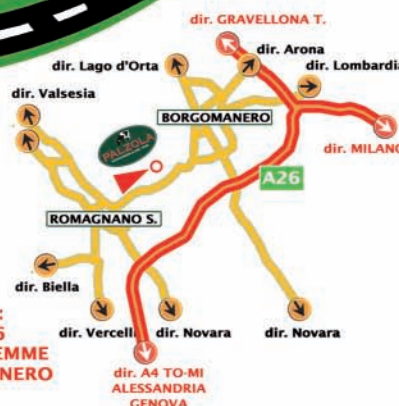 dir. GRAVELLONA T.
dir. Arona
dir. Lago d'Orta
dir. Lombardia
dir. Valsesia
BORGOMANERO
PALZOLA
dir. MILANO
A26
ROMAGNANO S.
dir. Biella
dir. Vercelli
dir. Novara
dir. Novara
dir. A4 TO-MI
ALESSANDRIA
GENOVA